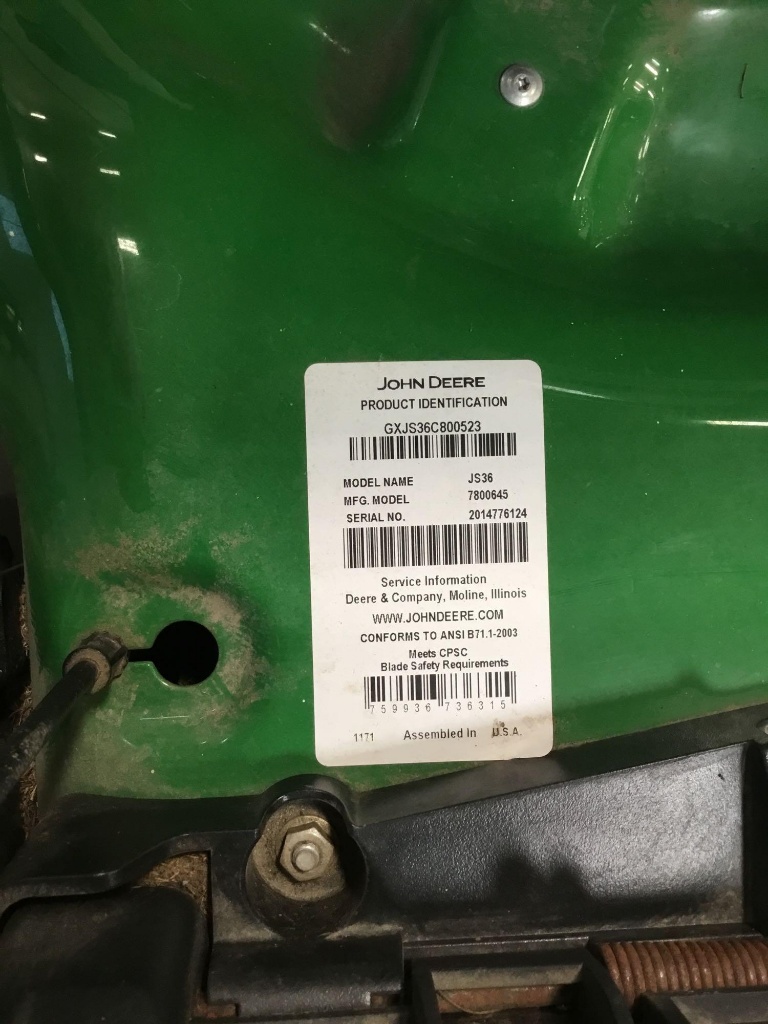 JOHN DEERE
PRODUCT IDENTIFICATION
GXJS36C800523
MODEL NAME JS36
MFG. MODEL 7800645
SERIAL NO. 2014776124
Service Information
Deere & Company, Moline, Illinois
WWW.JOHNDEERE.COM
CONFORMS TO ANSI B71.1-2003
Meets CPSC
Blade Safety Requirements
759936 736315
1171 Assembled In U.S.A.